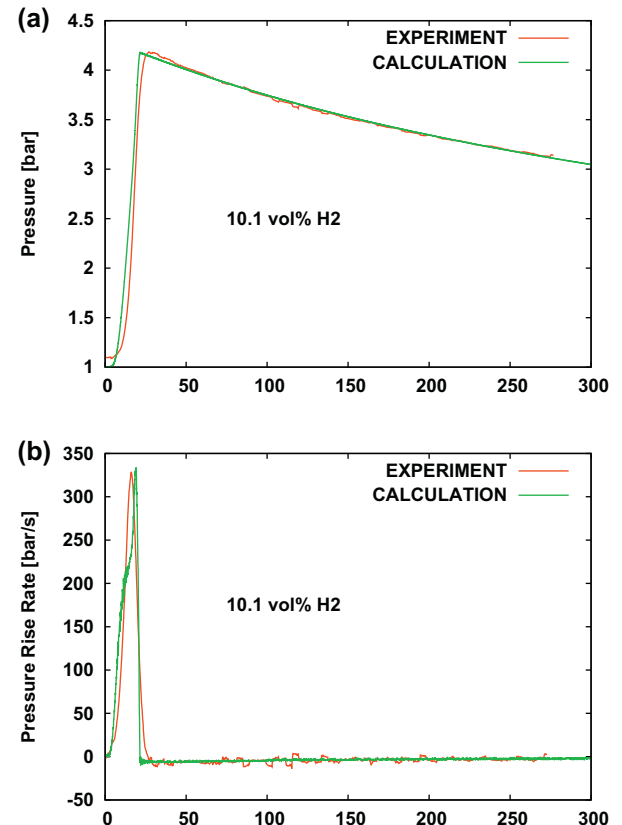 (a)
4.5
4
3.5
3
2.5
2
1.5
1
Pressure [bar]
EXPERIMENT
CALCULATION
10.1 vol% H2
0 50 100 150 200 250 300
(b)
350
300
250
200
150
100
50
0
-50
Pressure Rise Rate [bar/s]
EXPERIMENT
CALCULATION
10.1 vol% H2
0 50 100 150 200 250 300